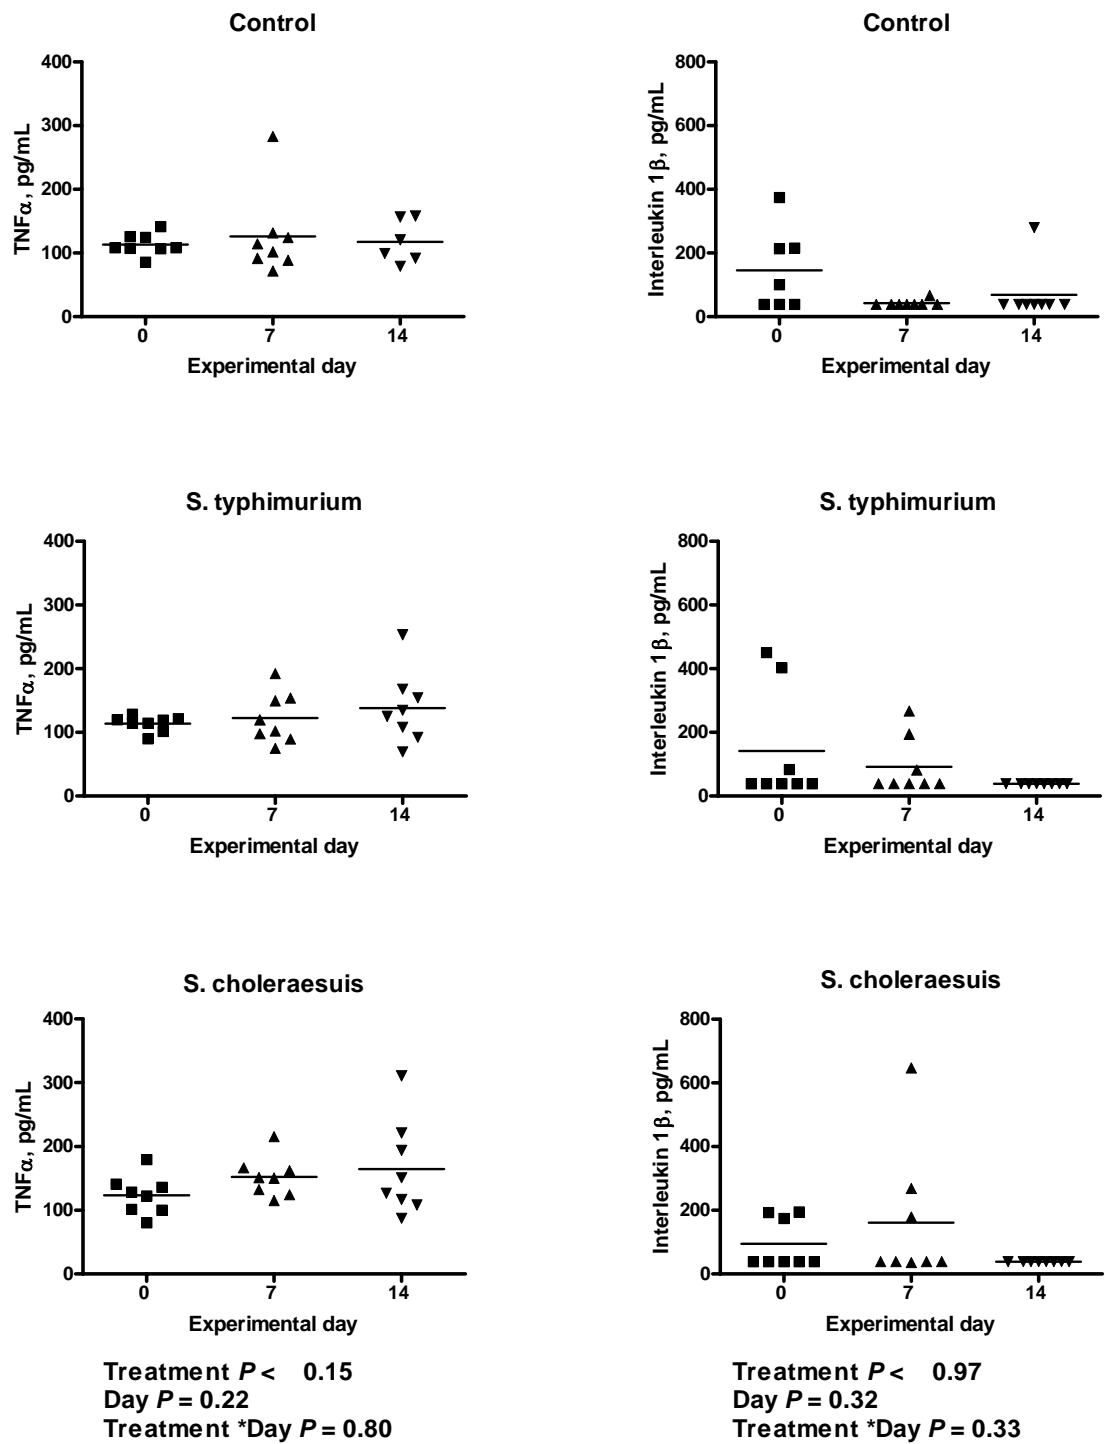 Control
400
300
200
100
0
TNFα, pg/mL
0 7 14
Experimental day
Control
800
600
400
200
0
Interleukin 1β, pg/mL
0 7 14
Experimental day
S. typhimurium
400
300
200
100
0
TNFα, pg/mL
0 7 14
Experimental day
S. typhimurium
800
600
400
200
0
Interleukin 1β, pg/mL
0 7 14
Experimental day
S. choleraesuis
400
300
200
100
0
TNFα, pg/mL
0 7 14
Experimental day
S. choleraesuis
800
600
400
200
0
Interleukin 1β, pg/mL
0 7 14
Experimental day
Treatment P < 0.15
Day P = 0.22
Treatment *Day P = 0.80
Treatment P < 0.97
Day P = 0.32
Treatment *Day P = 0.33